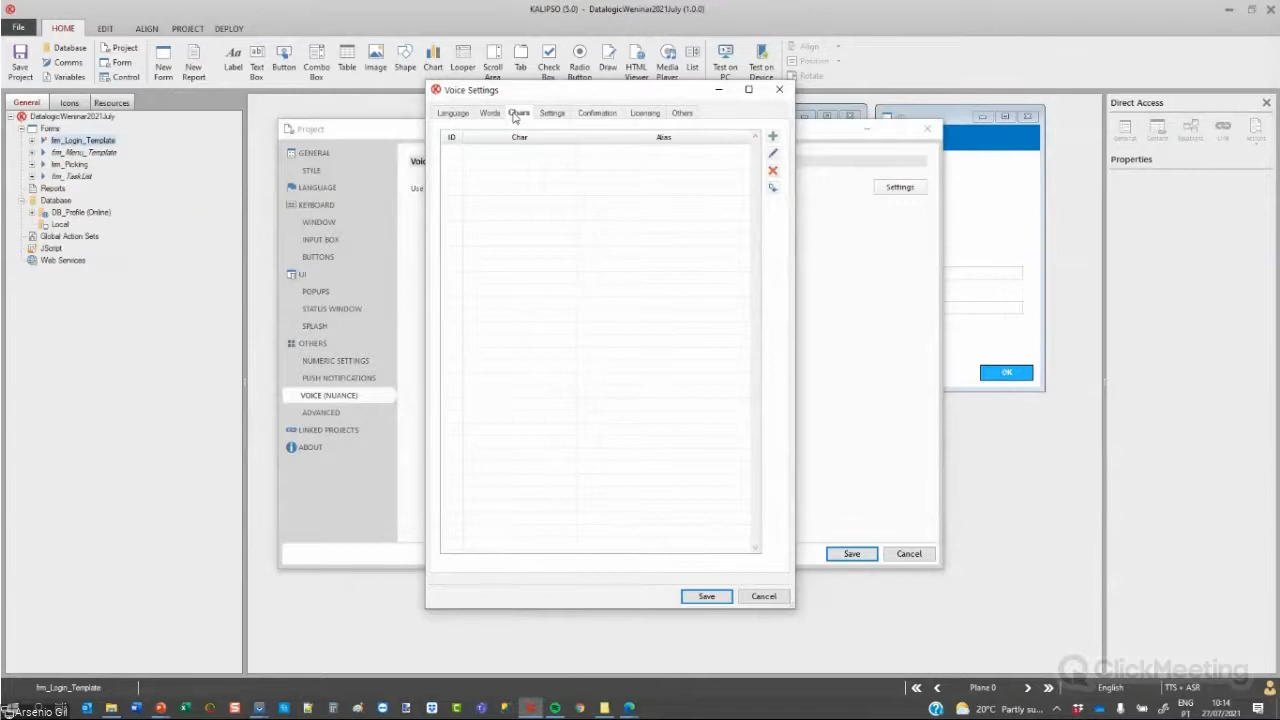 KALIPSO (5.0) - DatalogicWeninar2021July (1.0.0)
File
HOME
EDIT
ALIGN
PROJECT
DEPLOY
Save Project
Database
Comms
Variables
Project
Form
Control
New Form
New Report
Label
Text Box
Button
Combo Box
Table
Image
Shape
Chart
Looper
Scroll Area
Tab
Check Box
Radio Button
Draw
HTML Viewer
Media Player
List
Test on PC
Test on Device
Align
Position
Rotate
General
Icons
Resources
DatalogicWeninar2021July
Forms
frm_Login_Template
frm_Menu_Template
frm_Picking
frm_TaskList
Reports
Database
DB_Profile (Online)
Local
Global Action Sets
JScript
Web Services
Project
GENERAL
STYLE
LANGUAGE
KEYBOARD
WINDOW
INPUT BOX
BUTTONS
UI
POPUPS
STATUS WINDOW
SPLASH
OTHERS
NUMERIC SETTINGS
PUSH NOTIFICATIONS
VOICE (NUANCE)
ADVANCED
LINKED PROJECTS
ABOUT
Use
Settings
Save
Cancel
Voice Settings
Language
Words
Chars
Settings
Confirmation
Licensing
Others
ID
Char
Alias
Save
Cancel
OK
Direct Access
General
Properties
frm_Login_Template
Plane 0
English
TTS + ASR
ClickMeeting
Arsenio Gil
20°C Partly su...
ENG
PT
10:14
27/07/2021